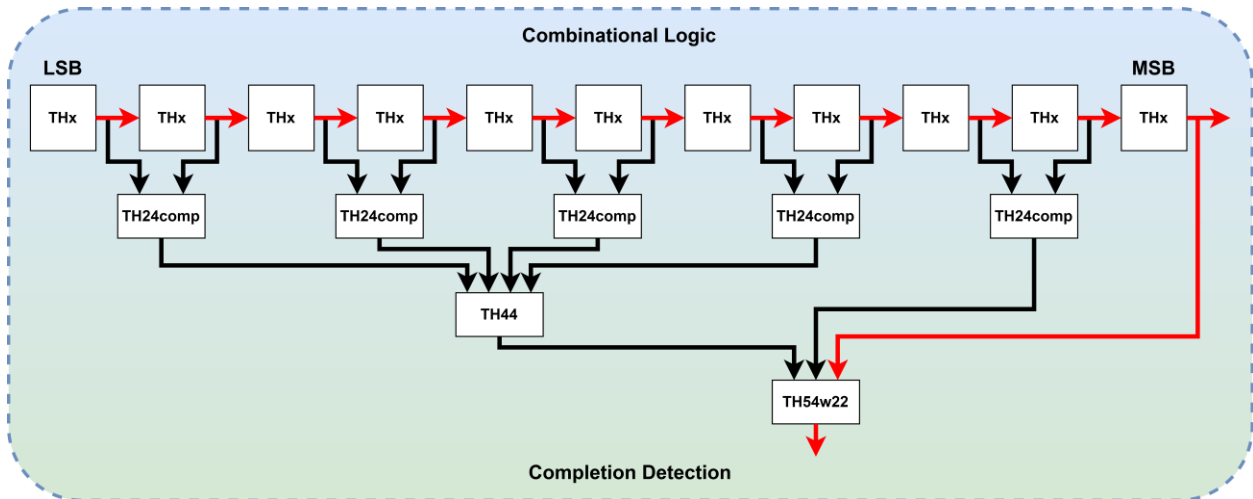 Combinational Logic
LSB
MSB
THx THx THx THx THx THx THx THx THx THx THx
TH24comp TH24comp TH24comp TH24comp TH24comp
TH44
TH54w22
Completion Detection